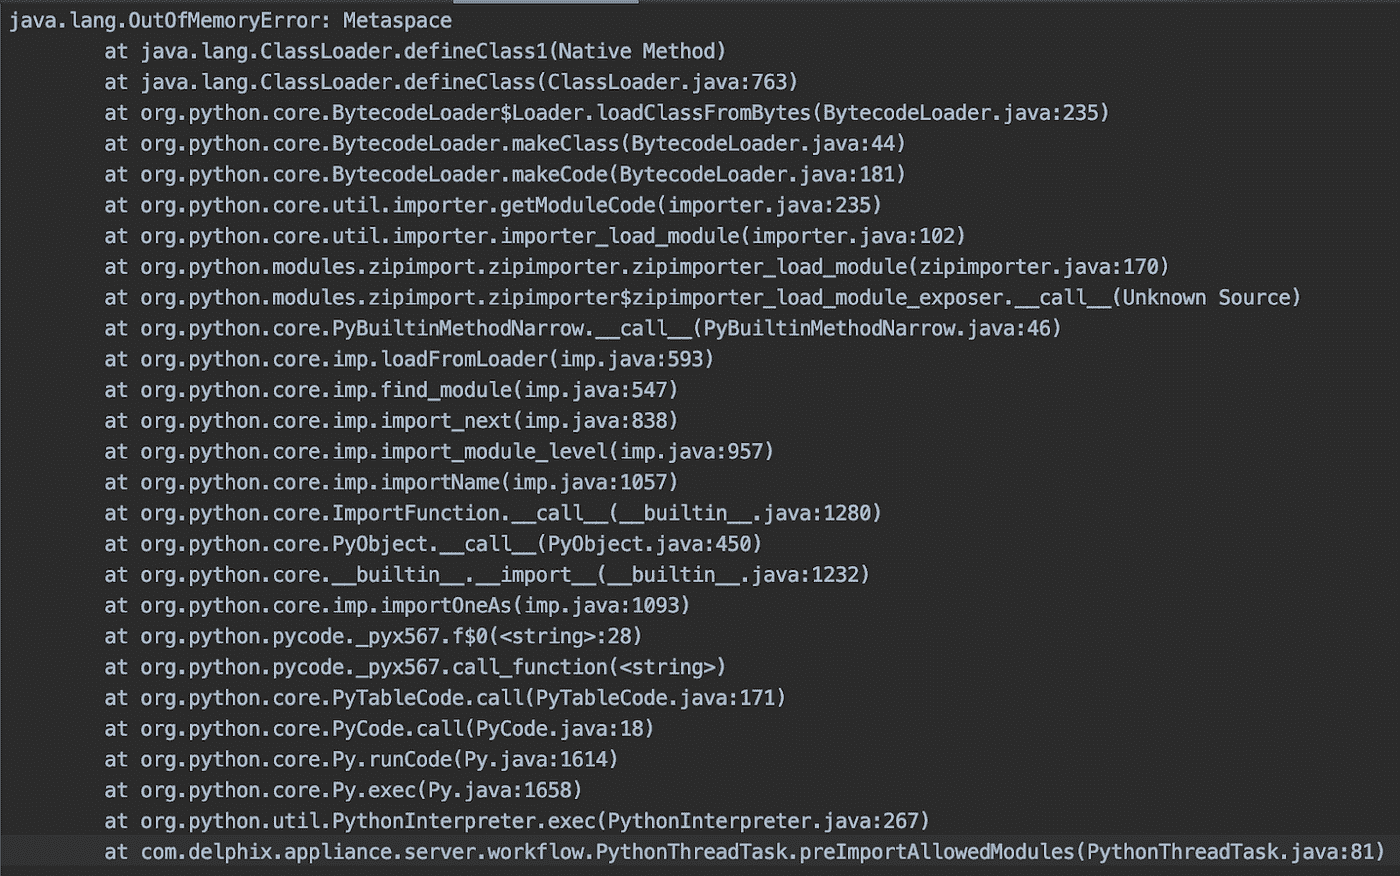 java.lang.OutOfMemoryError: Metaspace
at java.lang.ClassLoader.defineClass1(Native Method)
at java.lang.ClassLoader.defineClass(ClassLoader.java:763)
at org.python.core.BytecodeLoader$Loader.loadClassFromBytes(BytecodeLoader.java:235)
at org.python.core.BytecodeLoader.makeClass(BytecodeLoader.java:44)
at org.python.core.BytecodeLoader.makeCode(BytecodeLoader.java:181)
at org.python.core.util.importer.getModuleCode(importer.java:235)
at org.python.core.util.importer.importer_load_module(importer.java:102)
at org.python.modules.zipimport.zipimporter.zipimporter_load_module(zipimporter.java:170)
at org.python.modules.zipimport.zipimporter$zipimporter_load_module_exposer.__call__(Unknown Source)
at org.python.core.PyBuiltinMethodNarrow.__call__(PyBuiltinMethodNarrow.java:46)
at org.python.core.imp.loadFromLoader(imp.java:593)
at org.python.core.imp.find_module(imp.java:547)
at org.python.core.imp.import_next(imp.java:838)
at org.python.core.imp.import_module_level(imp.java:957)
at org.python.core.imp.importName(imp.java:1057)
at org.python.core.ImportFunction.__call__(__builtin__.java:1280)
at org.python.core.PyObject.__call__(PyObject.java:450)
at org.python.core.__builtin__.__import__(__builtin__.java:1232)
at org.python.core.imp.importOneAs(imp.java:1093)
at org.python.pycode._pyx567.f$0(<string>:28)
at org.python.pycode._pyx567.call_function(<string>)
at org.python.core.PyTableCode.call(PyTableCode.java:171)
at org.python.core.PyCode.call(PyCode.java:18)
at org.python.core.Py.runCode(Py.java:1614)
at org.python.core.Py.exec(Py.java:1658)
at org.python.util.PythonInterpreter.exec(PythonInterpreter.java:267)
at com.delphix.appliance.server.workflow.PythonThreadTask.preImportAllowedModules(PythonThreadTask.java:81)